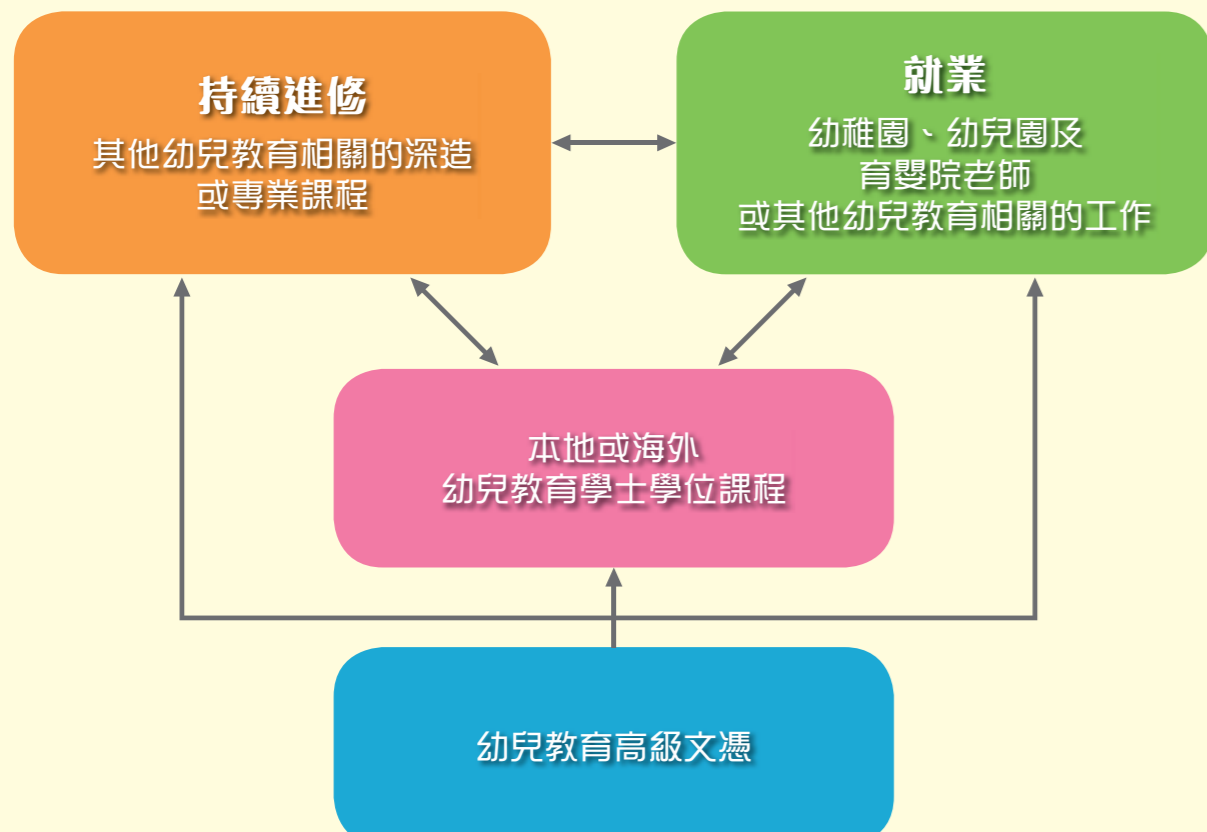 持續進修
其他幼兒教育相關的深造
或專業課程
就業
幼稚園、幼兒園及
育嬰院老師
或其他幼兒教育相關的工作
本地或海外
幼兒教育學士學位課程
幼兒教育高級文憑